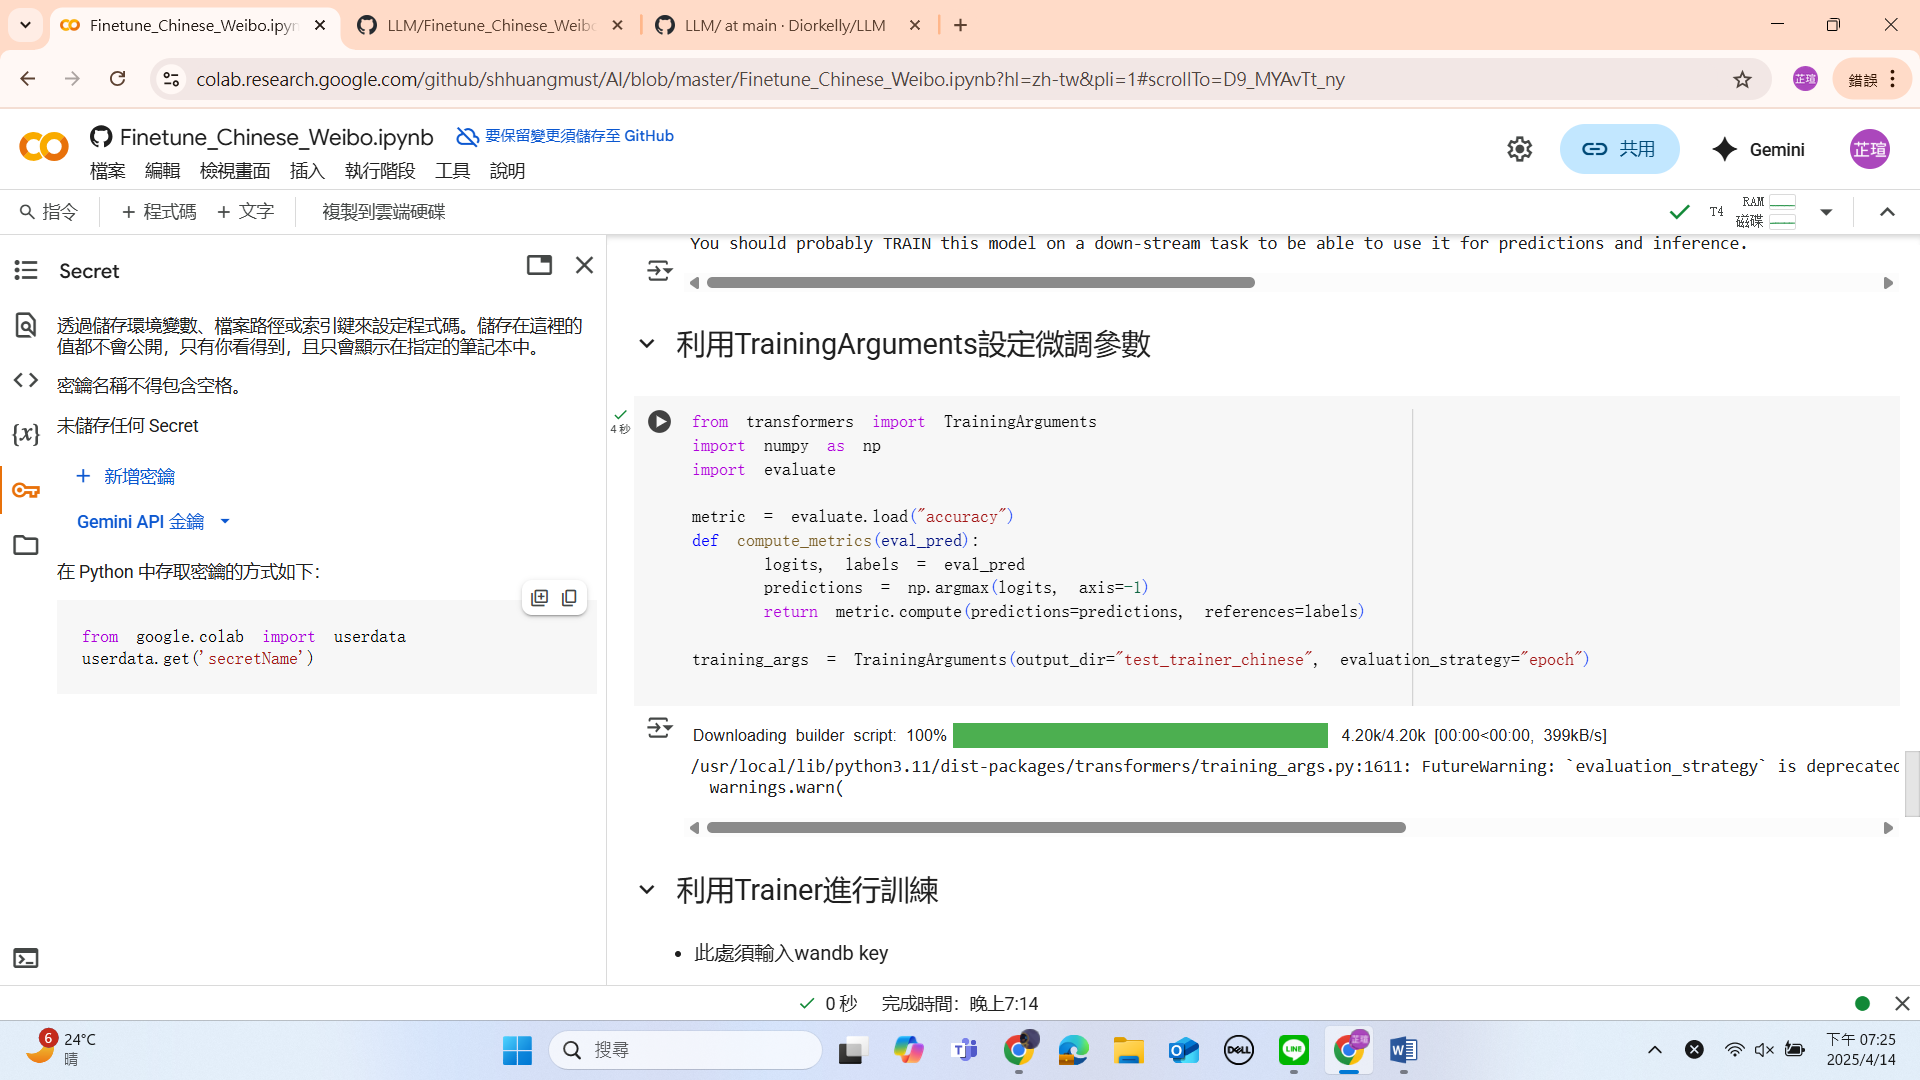 Finetune_Chinese_Weibo.ipyn
LLM/Finetune_Chinese_Weibo
LLM/ at main · Diorkelly/LLM
colab.research.google.com/github/shhuangmust/AI/blob/master/Finetune_Chinese_Weibo.ipynb?hl=zh-tw&pli=1#scrollTo=D9_MYAvTt_ny
芷瑄
錯誤
Finetune_Chinese_Weibo.ipynb
要保留變更須儲存至 GitHub
檔案 編輯 檢視畫面 插入 執行階段 工具 說明
共用
Gemini
芷瑄
指令
+ 程式碼 + 文字
複製到雲端硬碟
T4
RAM
磁碟
Secret
透過儲存環境變數、檔案路徑或索引鍵來設定程式碼。儲存在這裡的
值都不會公開，只有你看得到，且只會顯示在指定的筆記本中。
密鑰名稱不得包含空格。
未儲存任何 Secret
+ 新增密鑰
Gemini API 金鑰
在 Python 中存取密鑰的方式如下：
from google.colab import userdata
userdata.get('secretName')
You should probably TRAIN this model on a down-stream task to be able to use it for predictions and inference.
利用TrainingArguments設定微調參數
4 秒
from transformers import TrainingArguments
import numpy as np
import evaluate
metric = evaluate.load("accuracy")
def compute_metrics(eval_pred):
logits, labels = eval_pred
predictions = np.argmax(logits, axis=-1)
return metric.compute(predictions=predictions, references=labels)
training_args = TrainingArguments(output_dir="test_trainer_chinese", evaluation_strategy="epoch")
Downloading builder script: 100% 4.20k/4.20k [00:00<00:00, 399kB/s]
/usr/local/lib/python3.11/dist-packages/transformers/training_args.py:1611: FutureWarning: `evaluation_strategy` is deprecated
warnings.warn(
利用Trainer進行訓練
• 此處須輸入wandb key
0 秒 完成時間：晚上7:14
6
24°C
晴
搜尋
DELL
LINE
芷瑄
下午 07:25
2025/4/14